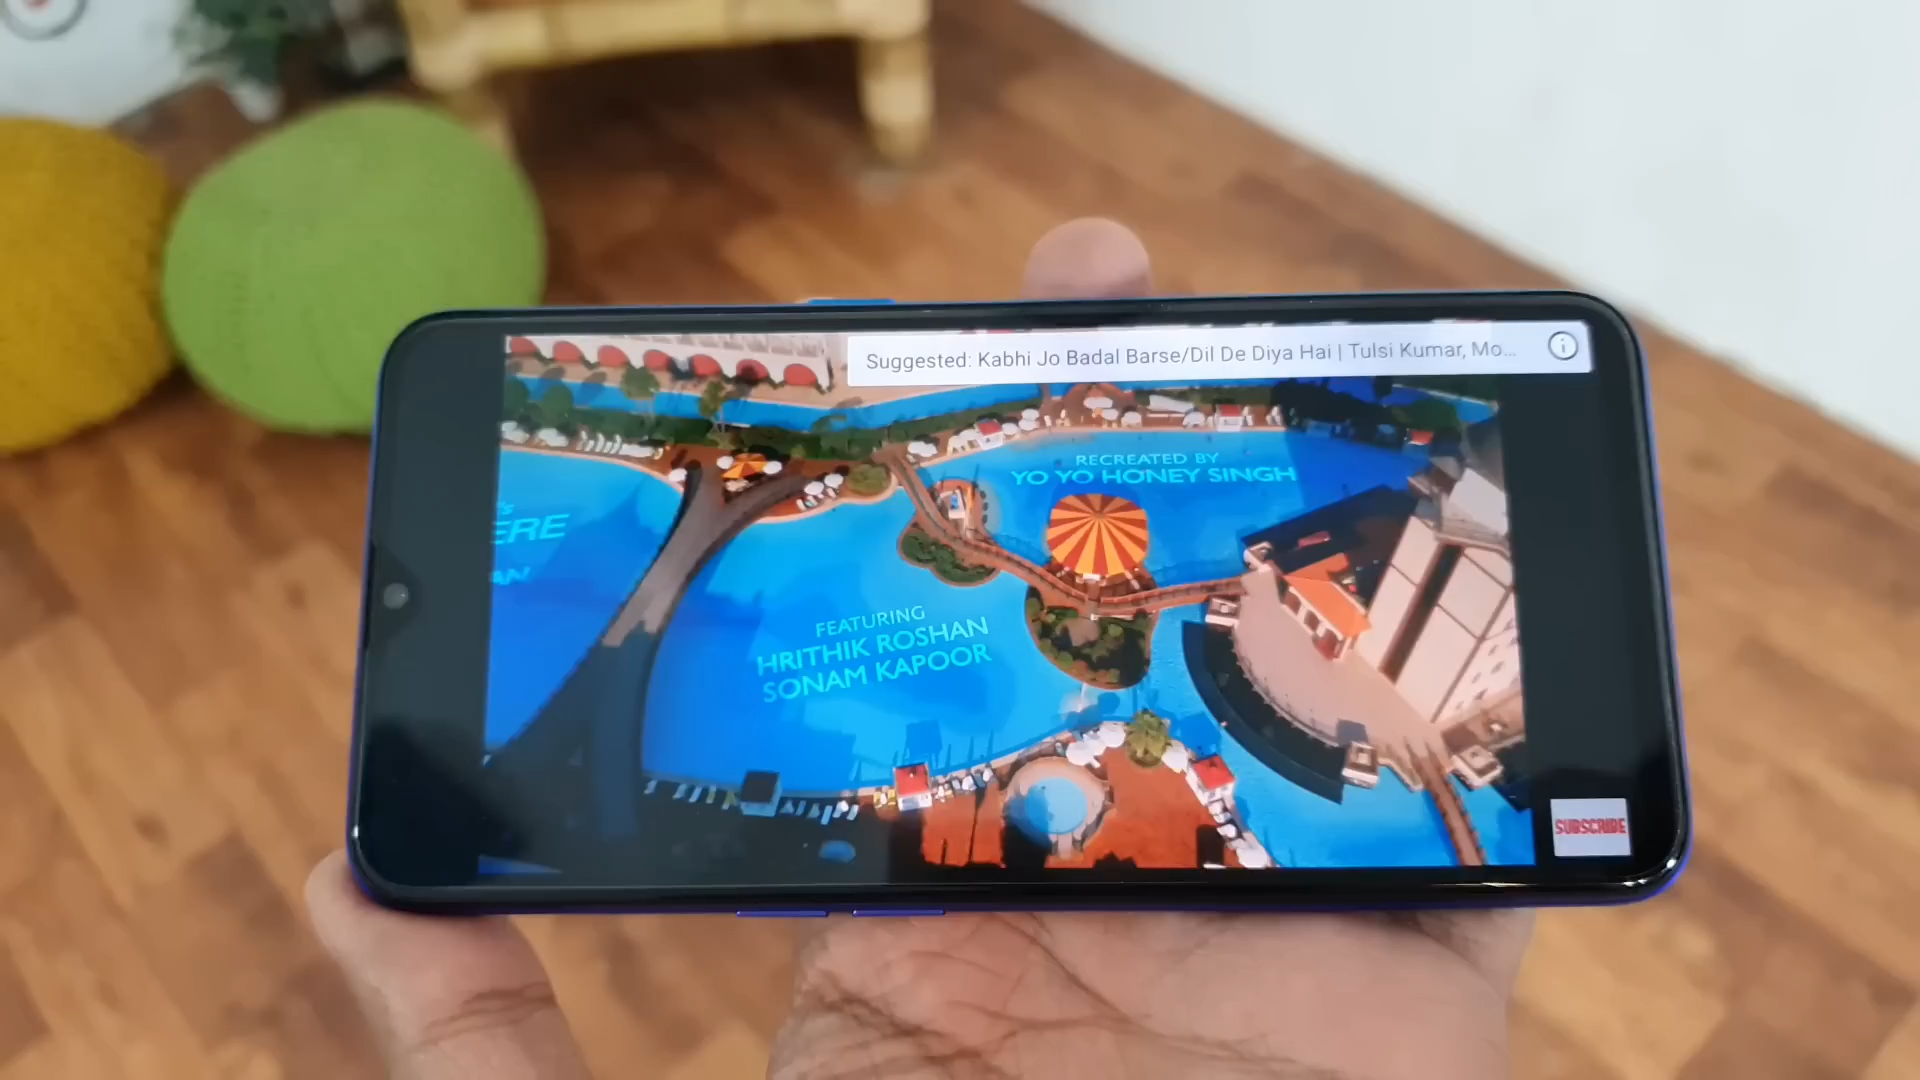 Suggested: Kabhi Jo Badal Barse/Dil De Diya Hai | Tulsi Kumar, Mo...
RECREATED BY
YO YO HONEY SINGH
'S
ERE
AN
FEATURING
HRITHIK ROSHAN
SONAM KAPOOR
SUBSCRIBE